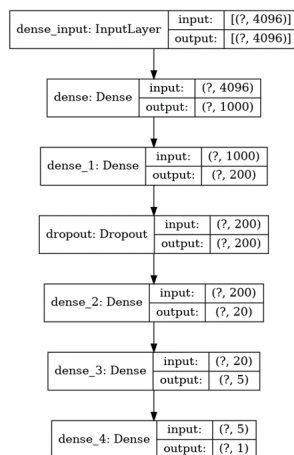 dense_input: InputLayer input: [(?, 4096)]
output: [(?, 4096)]
dense: Dense input: (?, 4096)
output: (?, 1000)
dense_1: Dense input: (?, 1000)
output: (?, 200)
dropout: Dropout input: (?, 200)
output: (?, 200)
dense_2: Dense input: (?, 200)
output: (?, 20)
dense_3: Dense input: (?, 20)
output: (?, 5)
dense_4: Dense input: (?, 5)
output: (?, 1)